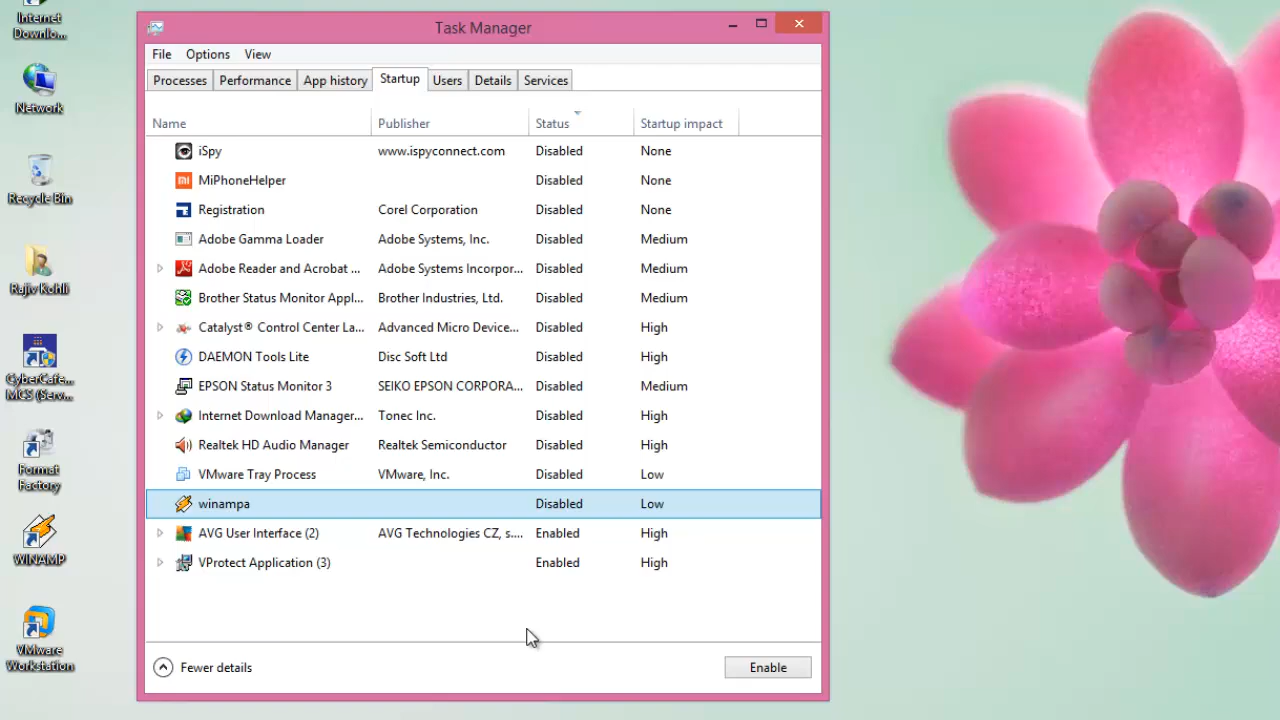 Internet
Downlo...
Network
Recycle Bin
Rajiv Kohli
CyberCafe...
MCS (Serv...
Format
Factory
WINAMP
VMware
Workstation
Task Manager
File Options View
Processes Performance App history Startup Users Details Services
Name Publisher Status Startup impact
iSpy www.ispyconnect.com Disabled None
MiPhoneHelper Disabled None
Registration Corel Corporation Disabled None
Adobe Gamma Loader Adobe Systems, Inc. Disabled Medium
Adobe Reader and Acrobat ... Adobe Systems Incorpor... Disabled Medium
Brother Status Monitor Appl... Brother Industries, Ltd. Disabled Medium
Catalyst® Control Center La... Advanced Micro Device... Disabled High
DAEMON Tools Lite Disc Soft Ltd Disabled High
EPSON Status Monitor 3 SEIKO EPSON CORPORA... Disabled Medium
Internet Download Manager... Tonec Inc. Disabled High
Realtek HD Audio Manager Realtek Semiconductor Disabled High
VMware Tray Process VMware, Inc. Disabled Low
winampa Disabled Low
AVG User Interface (2) AVG Technologies CZ, s.... Enabled High
VProtect Application (3) Enabled High
Fewer details Enable